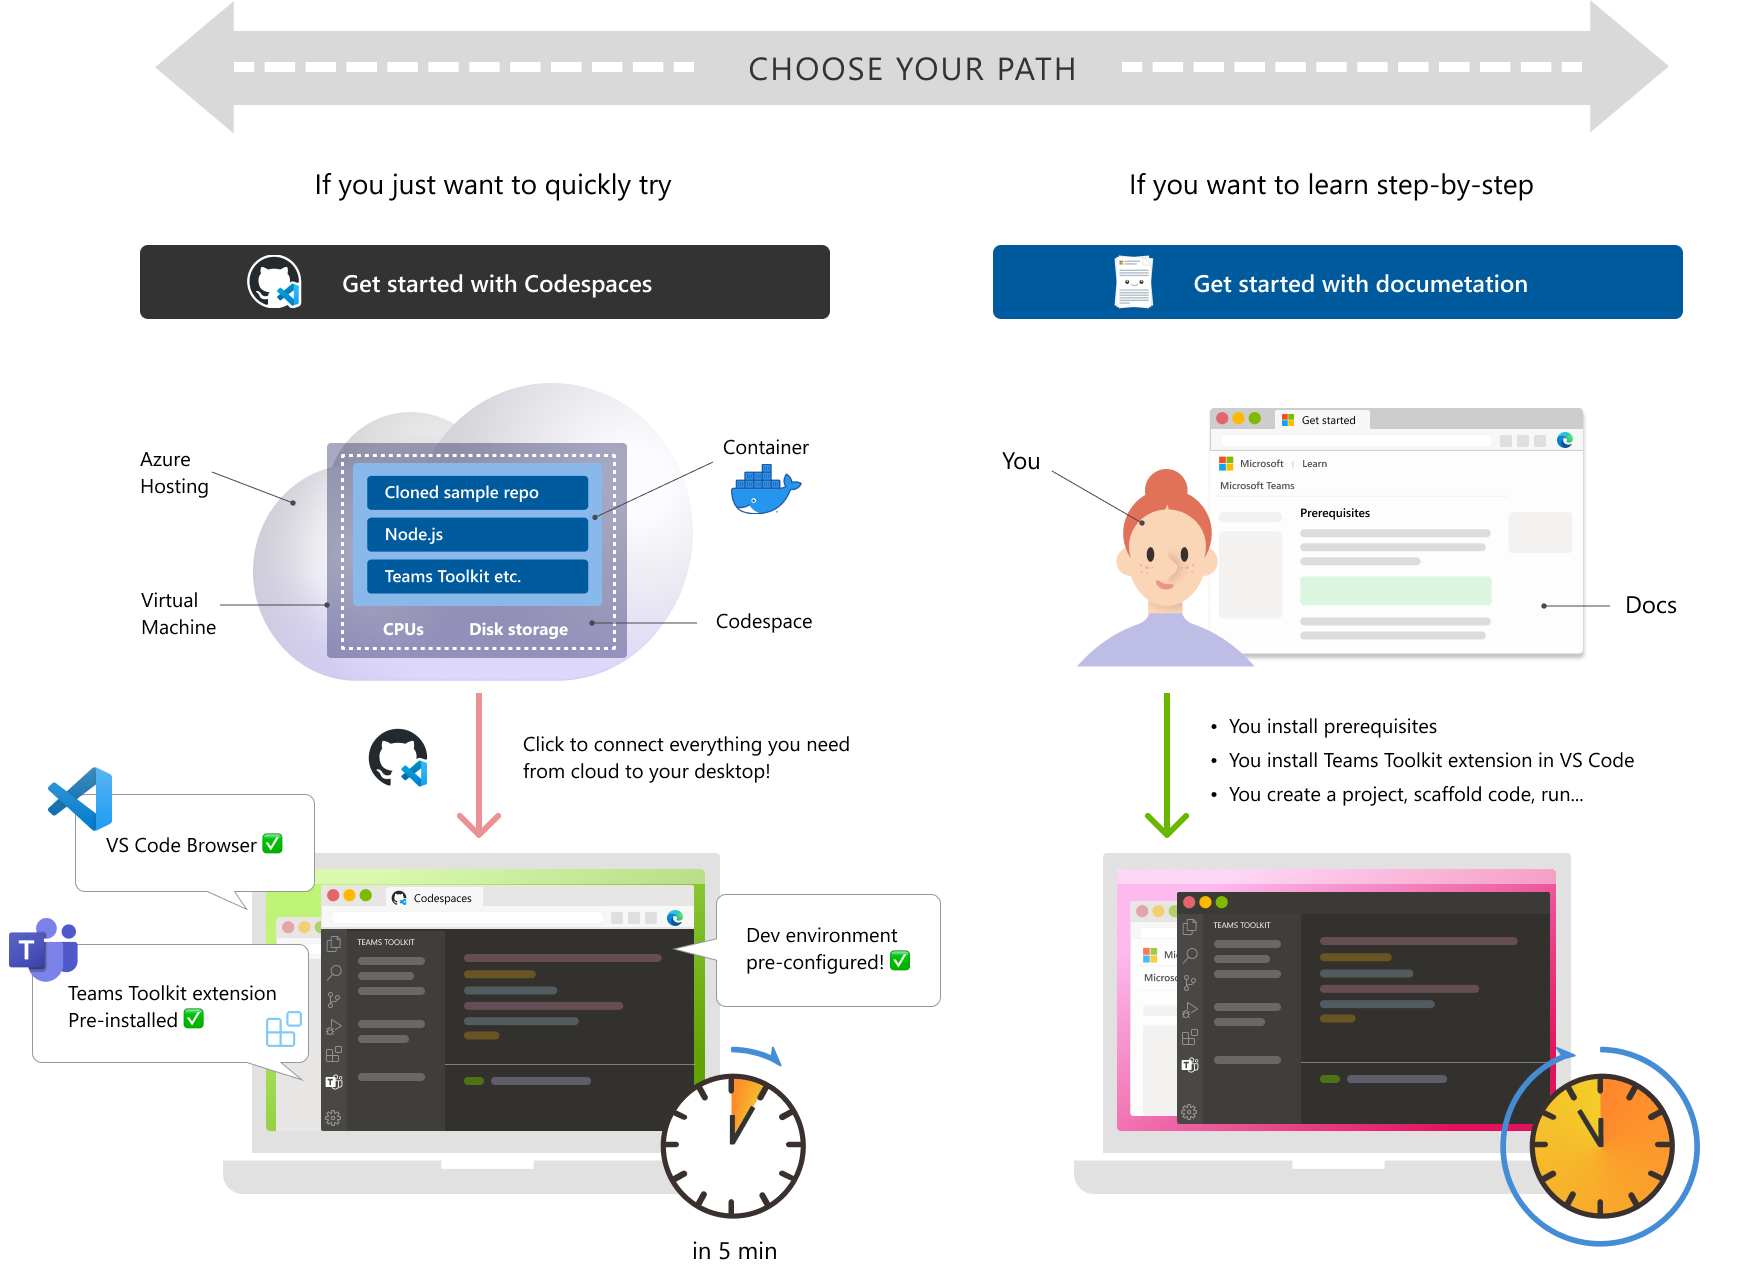 CHOOSE YOUR PATH
If you just want to quickly try
Get started with Codespaces
Azure
Hosting
Virtual
Machine
Cloned sample repo
Node.js
Teams Toolkit etc.
CPUs
Disk storage
Container
Codespace
Click to connect everything you need
from cloud to your desktop!
VS Code Browser ✅
T
Teams Toolkit extension
Pre-installed ✅
Codespaces
TEAMS TOOLKIT
T
Dev environment
pre-configured! ✅
in 5 min
If you want to learn step-by-step
Get started with documetation
You
Get started
Microsoft | Learn
Microsoft Teams
Prerequisites
Docs
• You install prerequisites
• You install Teams Toolkit extension in VS Code
• You create a project, scaffold code, run...
Mi
Micros
TEAMS TOOLKIT
T